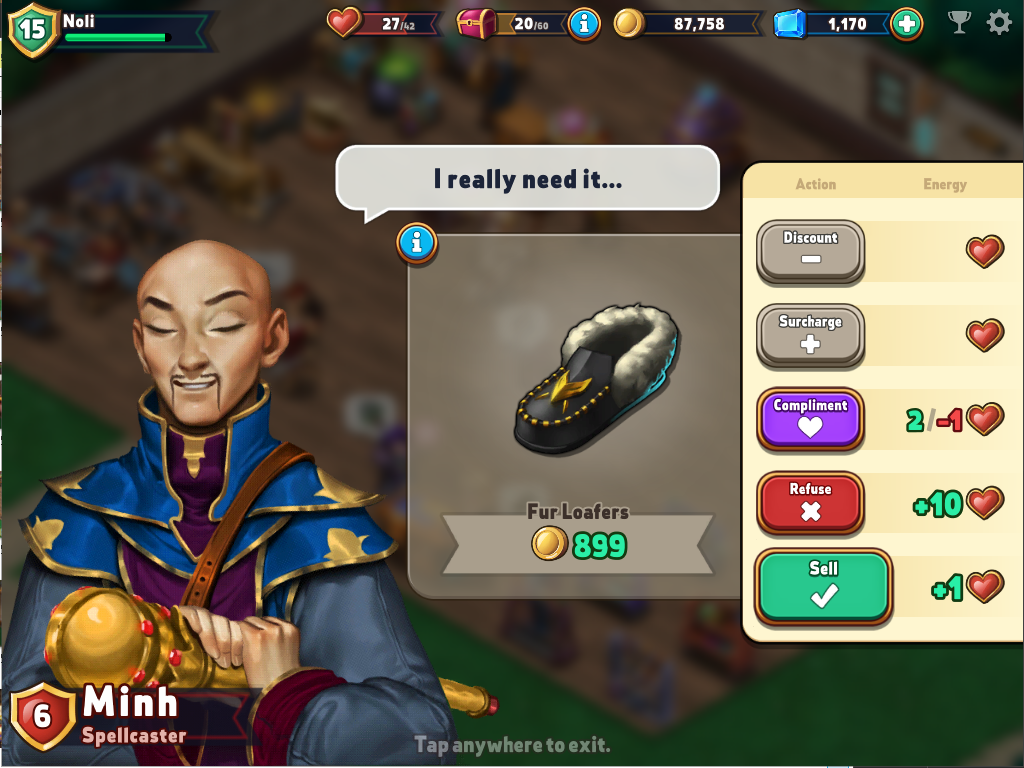 15
Noli
27/42
20/60
i
87,758
1,170
I really need it...
i
Action Energy
Discount
Surcharge
Compliment
2/-1
Refuse
+10
Sell
+1
Fur Loafers
899
6
Minh
Spellcaster
Tap anywhere to exit.